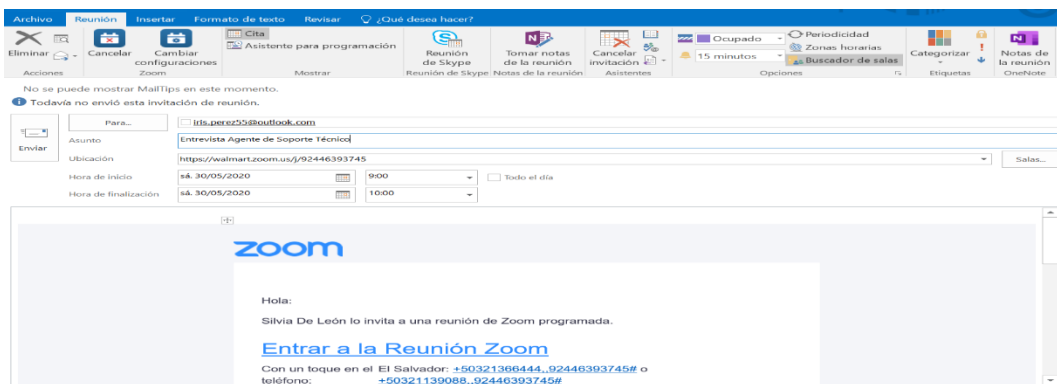 Archivo Reunión Insertar Formato de texto Revisar ¿Qué desea hacer?
Eliminar
Cancelar
Cambiar configuraciones
Cita
Asistente para programación
Reunión de Skype
Tomar notas de la reunión
Cancelar invitación
Ocupado
15 minutos
Periodicidad
Zonas horarias
Buscador de salas
Categorizar
Notas de la reunión
Acciones Zoom Mostrar Reunión de Skype Notas de la reunión Asistentes Opciones Etiquetas OneNote
No se puede mostrar MailTips en este momento.
Todavía no envió esta invitación de reunión.
Enviar
Para... iris.perez55@outlook.com
Asunto Entrevista Agente de Soporte Técnico
Ubicación https://walmart.zoom.us/j/92446393745 Salas...
Hora de inicio sá. 30/05/2020 9:00 Todo el día
Hora de finalización sá. 30/05/2020 10:00
zoom
Hola:
Silvia De León lo invita a una reunión de Zoom programada.
Entrar a la Reunión Zoom
Con un toque en el El Salvador: +50321366444,,92446393745# o
teléfono: +50321139088,,92446393745#